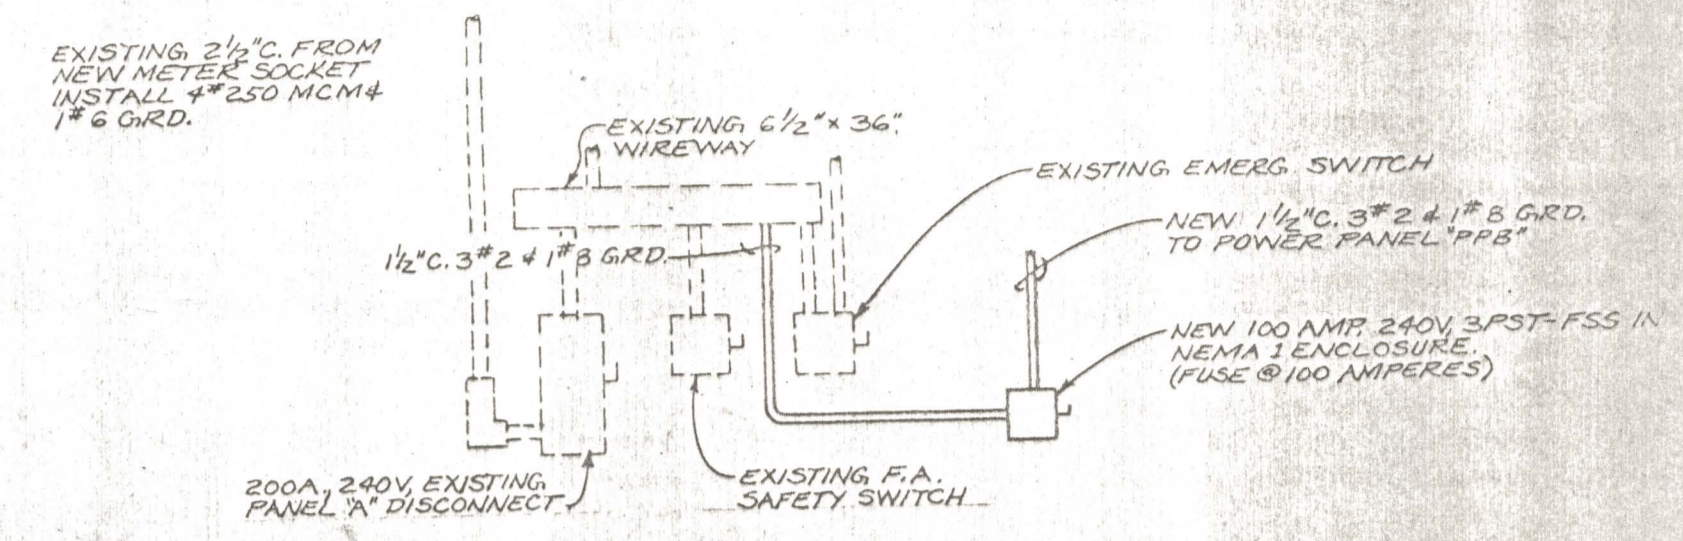 EXISTING 2½"C. FROM
NEW METER SOCKET
INSTALL 4#250 MCM &
1#6 GRD.
EXISTING 6½" x 36"
WIREWAY
EXISTING EMERG. SWITCH
NEW 1½"C. 3#2 & 1#8 GRD.
TO POWER PANEL "PPB"
1½"C. 3#2 & 1#8 GRD.
NEW 100 AMP. 240V, 3PST-FSS IN
NEMA 1 ENCLOSURE.
(FUSE @ 100 AMPERES)
200A, 240V, EXISTING
PANEL "A" DISCONNECT
EXISTING F.A.
SAFETY SWITCH